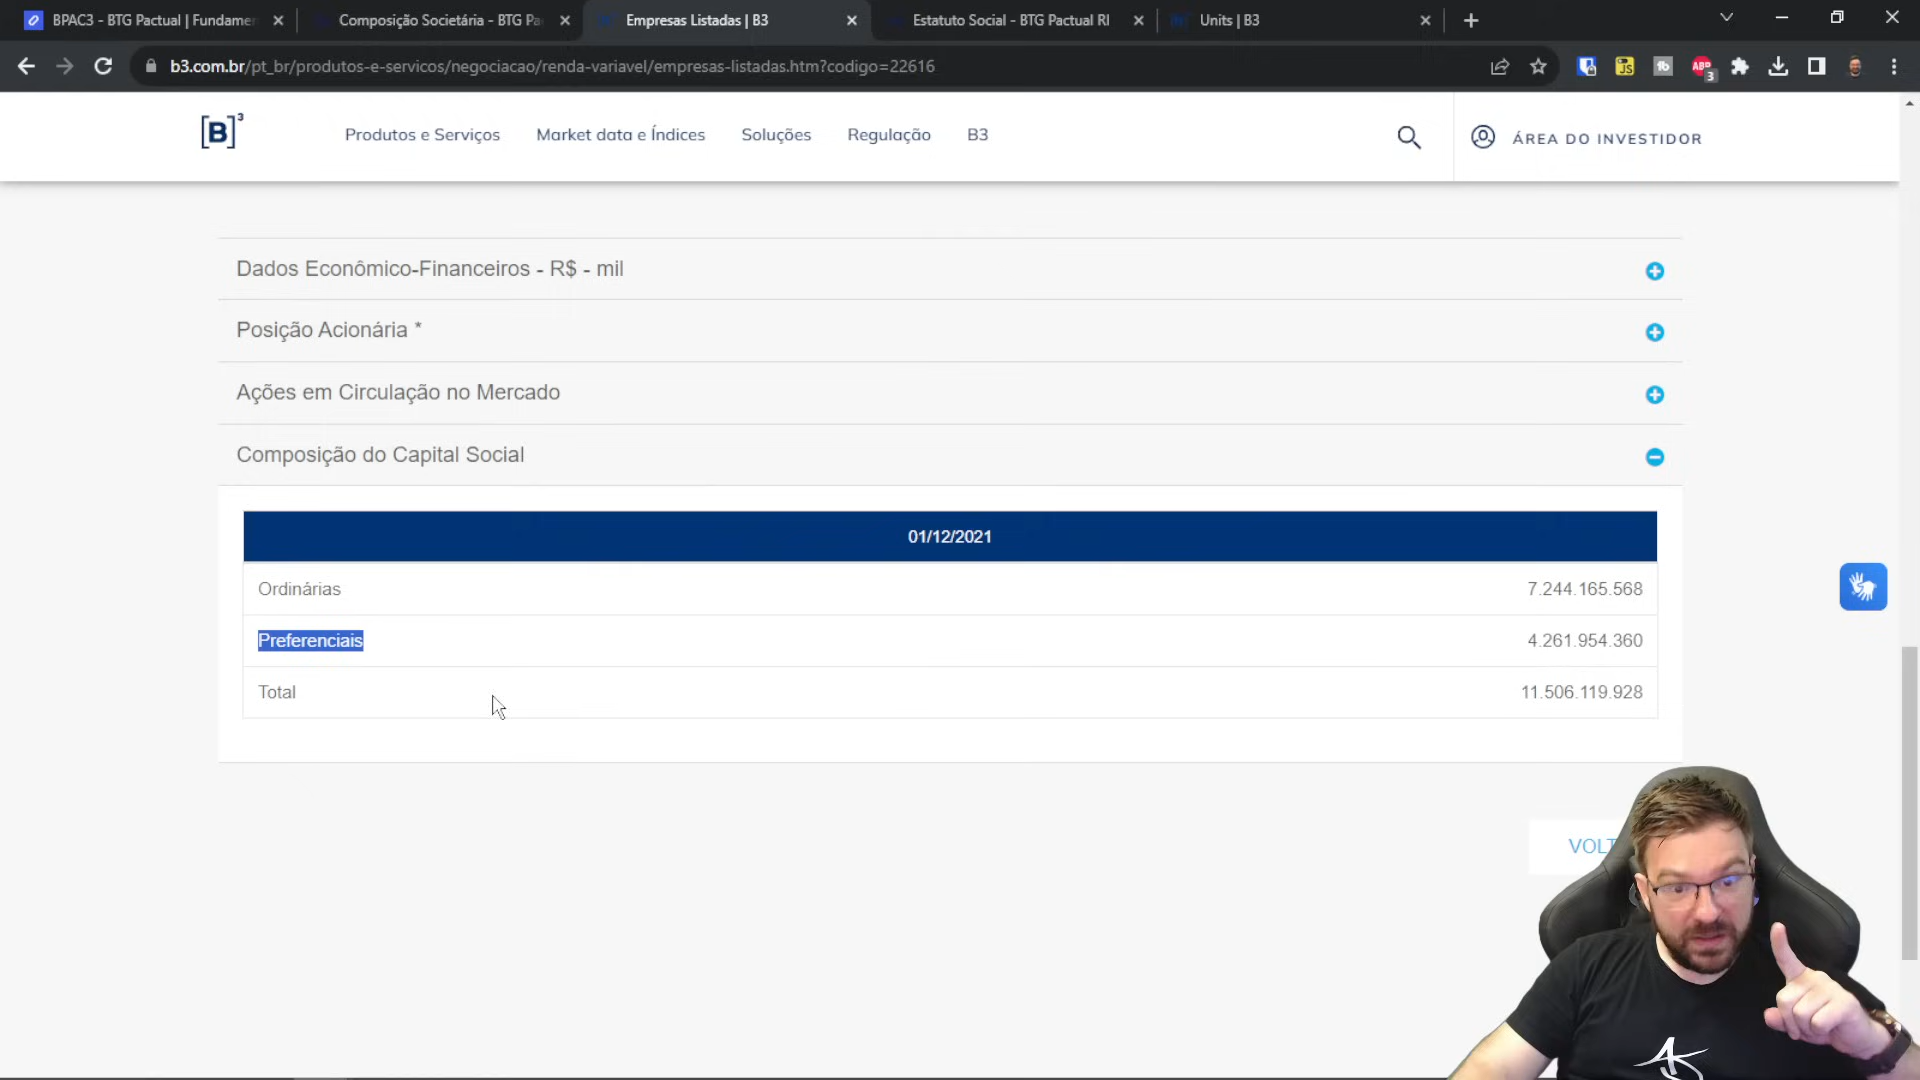 BPAC3 - BTG Pactual | Fundamen
Composição Societária - BTG Pa
Empresas Listadas | B3
Estatuto Social - BTG Pactual RI
Units | B3
b3.com.br/pt_br/produtos-e-servicos/negociacao/renda-variavel/empresas-listadas.htm?codigo=22616
JS
ABP
3
[B]³
Produtos e Serviços
Market data e Índices
Soluções
Regulação
B3
ÁREA DO INVESTIDOR
Dados Econômico-Financeiros - R$ - mil
Posição Acionária *
Ações em Circulação no Mercado
Composição do Capital Social
01/12/2021
Ordinárias 7.244.165.568
Preferenciais 4.261.954.360
Total 11.506.119.928
VOLT